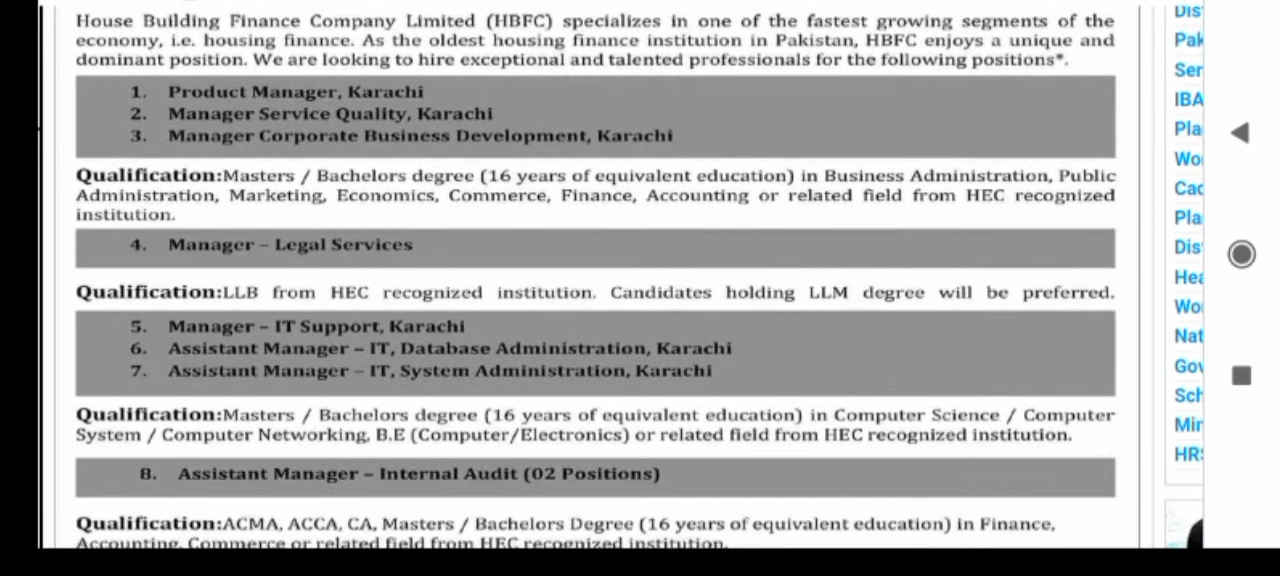 House Building Finance Company Limited (HBFC) specializes in one of the fastest growing segments of the
economy, i.e. housing finance. As the oldest housing finance institution in Pakistan, HBFC enjoys a unique and
dominant position. We are looking to hire exceptional and talented professionals for the following positions*.
1. Product Manager, Karachi
2. Manager Service Quality, Karachi
3. Manager Corporate Business Development, Karachi
Qualification:Masters / Bachelors degree (16 years of equivalent education) in Business Administration, Public
Administration, Marketing, Economics, Commerce, Finance, Accounting or related field from HEC recognized
institution.
4. Manager – Legal Services
Qualification:LLB from HEC recognized institution. Candidates holding LLM degree will be preferred.
5. Manager – IT Support, Karachi
6. Assistant Manager – IT, Database Administration, Karachi
7. Assistant Manager – IT, System Administration, Karachi
Qualification:Masters / Bachelors degree (16 years of equivalent education) in Computer Science / Computer
System / Computer Networking, B.E (Computer/Electronics) or related field from HEC recognized institution.
8. Assistant Manager – Internal Audit (02 Positions)
Qualification:ACMA, ACCA, CA, Masters / Bachelors Degree (16 years of equivalent education) in Finance,
Accounting, Commerce or related field from HEC recognized institution.
Dis
Pak
Ser
IBA
Pla
Wo
Cad
Pla
Dis
Hea
Wo
Nat
Gov
Sch
Min
HRS